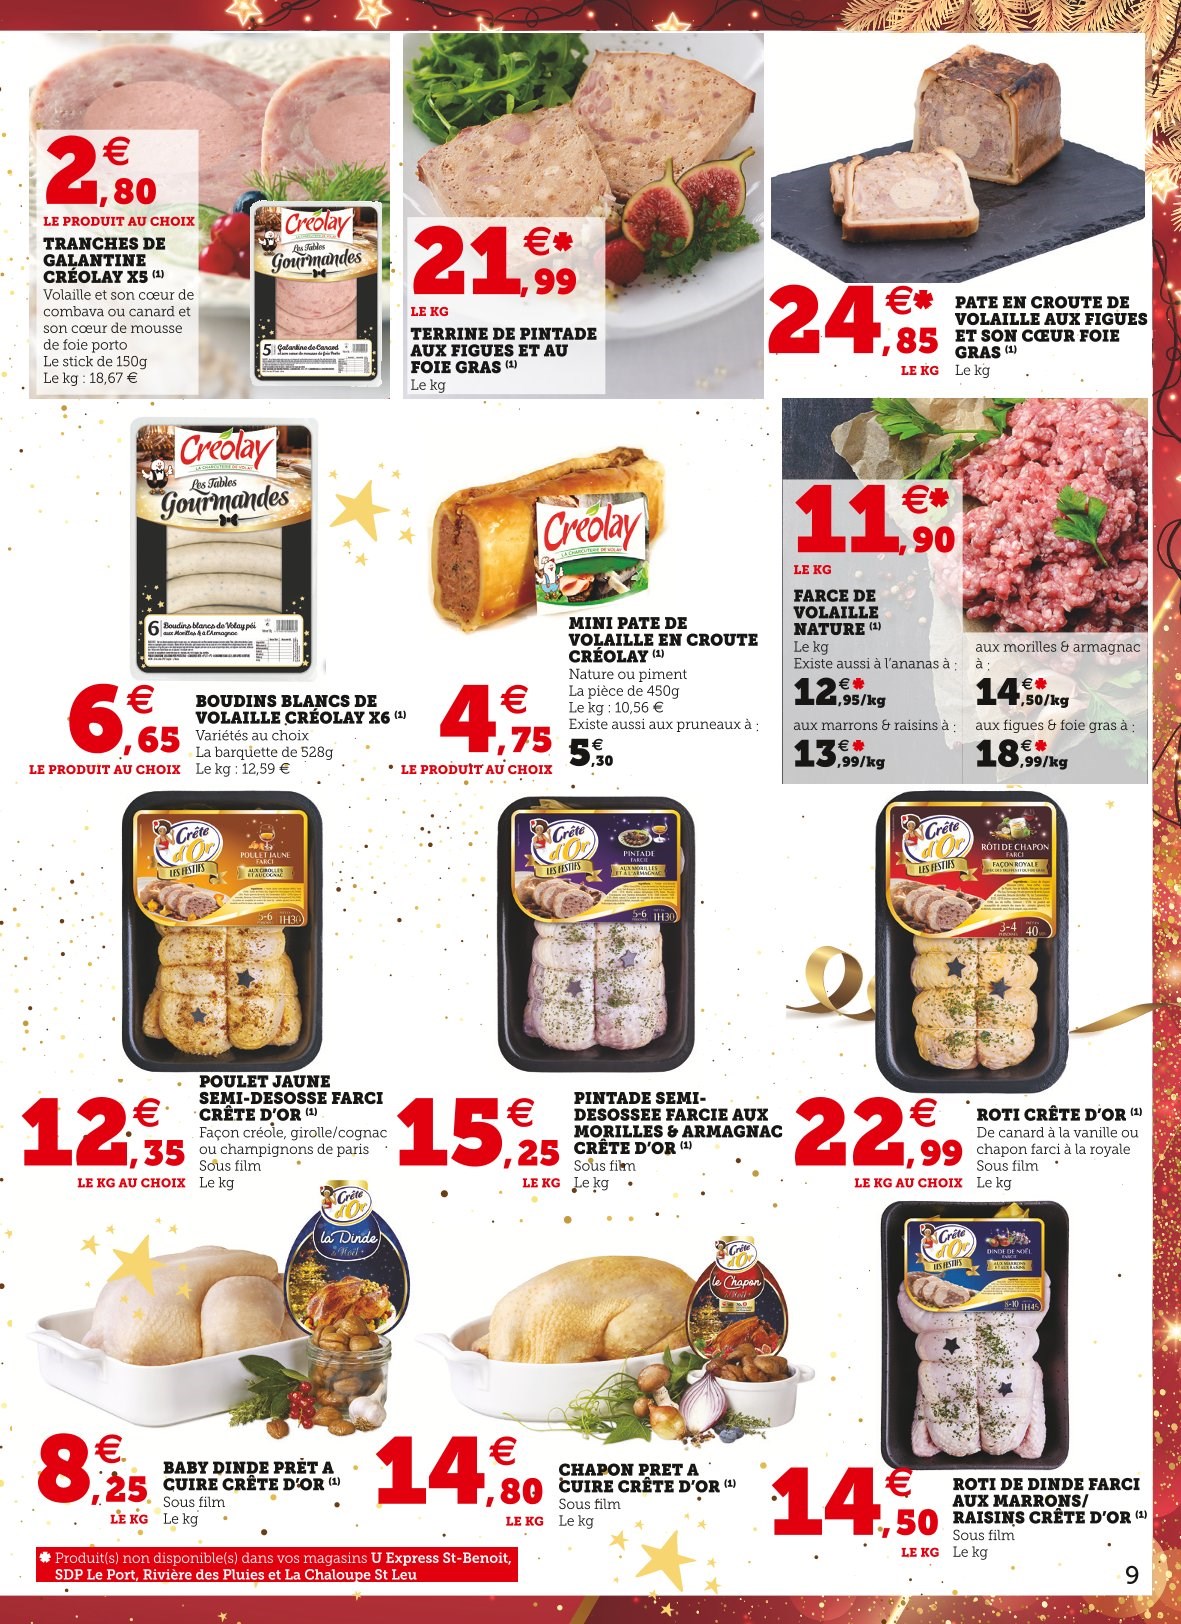 2€,80
LE PRODUIT AU CHOIX
TRANCHES DE
GALANTINE
CRÉOLAY X5 (1)
Volaille et son cœur de
combava ou canard et
son cœur de mousse
de foie porto
Le stick de 150g
Le kg : 18,67 €
Créolay
Les Tables
Gourmandes
5 Galantine de Canard
21€*,99
LE KG
TERRINE DE PINTADE
AUX FIGUES ET AU
FOIE GRAS (1)
Le kg
24€*,85
LE KG
PATE EN CROUTE DE
VOLAILLE AUX FIGUES
ET SON CŒUR FOIE
GRAS (1)
Le kg
Créolay
LA CHARCUTERIE DE VOLAY
Les Tables
Gourmandes
6 Boudins blancs de Volay péi
aux Morilles & à l'Armagnac
6€,65
LE PRODUIT AU CHOIX
BOUDINS BLANCS DE
VOLAILLE CRÉOLAY X6 (1)
Variétés au choix
La barquette de 528g
Le kg : 12,59 €
Créolay
LA CHARCUTERIE DE VOLAY
4€,75
LE PRODUIT AU CHOIX
MINI PATE DE
VOLAILLE EN CROUTE
CRÉOLAY (1)
Nature ou piment
La pièce de 450g
Le kg : 10,56 €
Existe aussi aux pruneaux à :
5€,30
11€*,90
LE KG
FARCE DE
VOLAILLE
NATURE (1)
Le kg
Existe aussi à l'ananas à :
12€*,95/kg
aux marrons & raisins à :
13€*,99/kg
aux morilles & armagnac
à :
14€*,50/kg
aux figues & foie gras à :
18€*,99/kg
Crête
d'Or
LES FESTIFS
POULET JAUNE
FARCI
AUX GIROLLES
ET AU COGNAC
5-6
1H30
12€,35
LE KG AU CHOIX
POULET JAUNE
SEMI-DESOSSE FARCI
CRÊTE D'OR (1)
Façon créole, girolle/cognac
ou champignons de paris
Sous film
Le kg
Crête
d'Or
LES FESTIFS
PINTADE
FARCIE
AUX MORILLES
ET À L'ARMAGNAC
5-6
1H30
15€,25
LE KG
PINTADE SEMI-
DESOSSEE FARCIE AUX
MORILLES & ARMAGNAC
CRÊTE D'OR (1)
Sous film
Le kg
Crête
d'Or
LES FESTIFS
RÔTI DE CHAPON
FARCI
FAÇON ROYALE
3-4
40
22€,99
LE KG AU CHOIX
ROTI CRÊTE D'OR (1)
De canard à la vanille ou
chapon farci à la royale
Sous film
Le kg
Crête
d'Or
la Dinde
de Noël
8€,25
LE KG
BABY DINDE PRÊT A
CUIRE CRÊTE D'OR (1)
Sous film
Le kg
Crête
d'Or
le Chapon
de Noël
14€,80
LE KG
CHAPON PRET A
CUIRE CRÊTE D'OR (1)
Sous film
Le kg
Crête
d'Or
LES FESTIFS
DINDE DE NOËL
FARCIE
AUX MARRONS
8-10
1H45
14€,50
LE KG
ROTI DE DINDE FARCI
AUX MARRONS/
RAISINS CRÊTE D'OR (1)
Sous film
Le kg
* Produit(s) non disponible(s) dans vos magasins U Express St-Benoit,
SDP Le Port, Rivière des Pluies et La Chaloupe St Leu
9